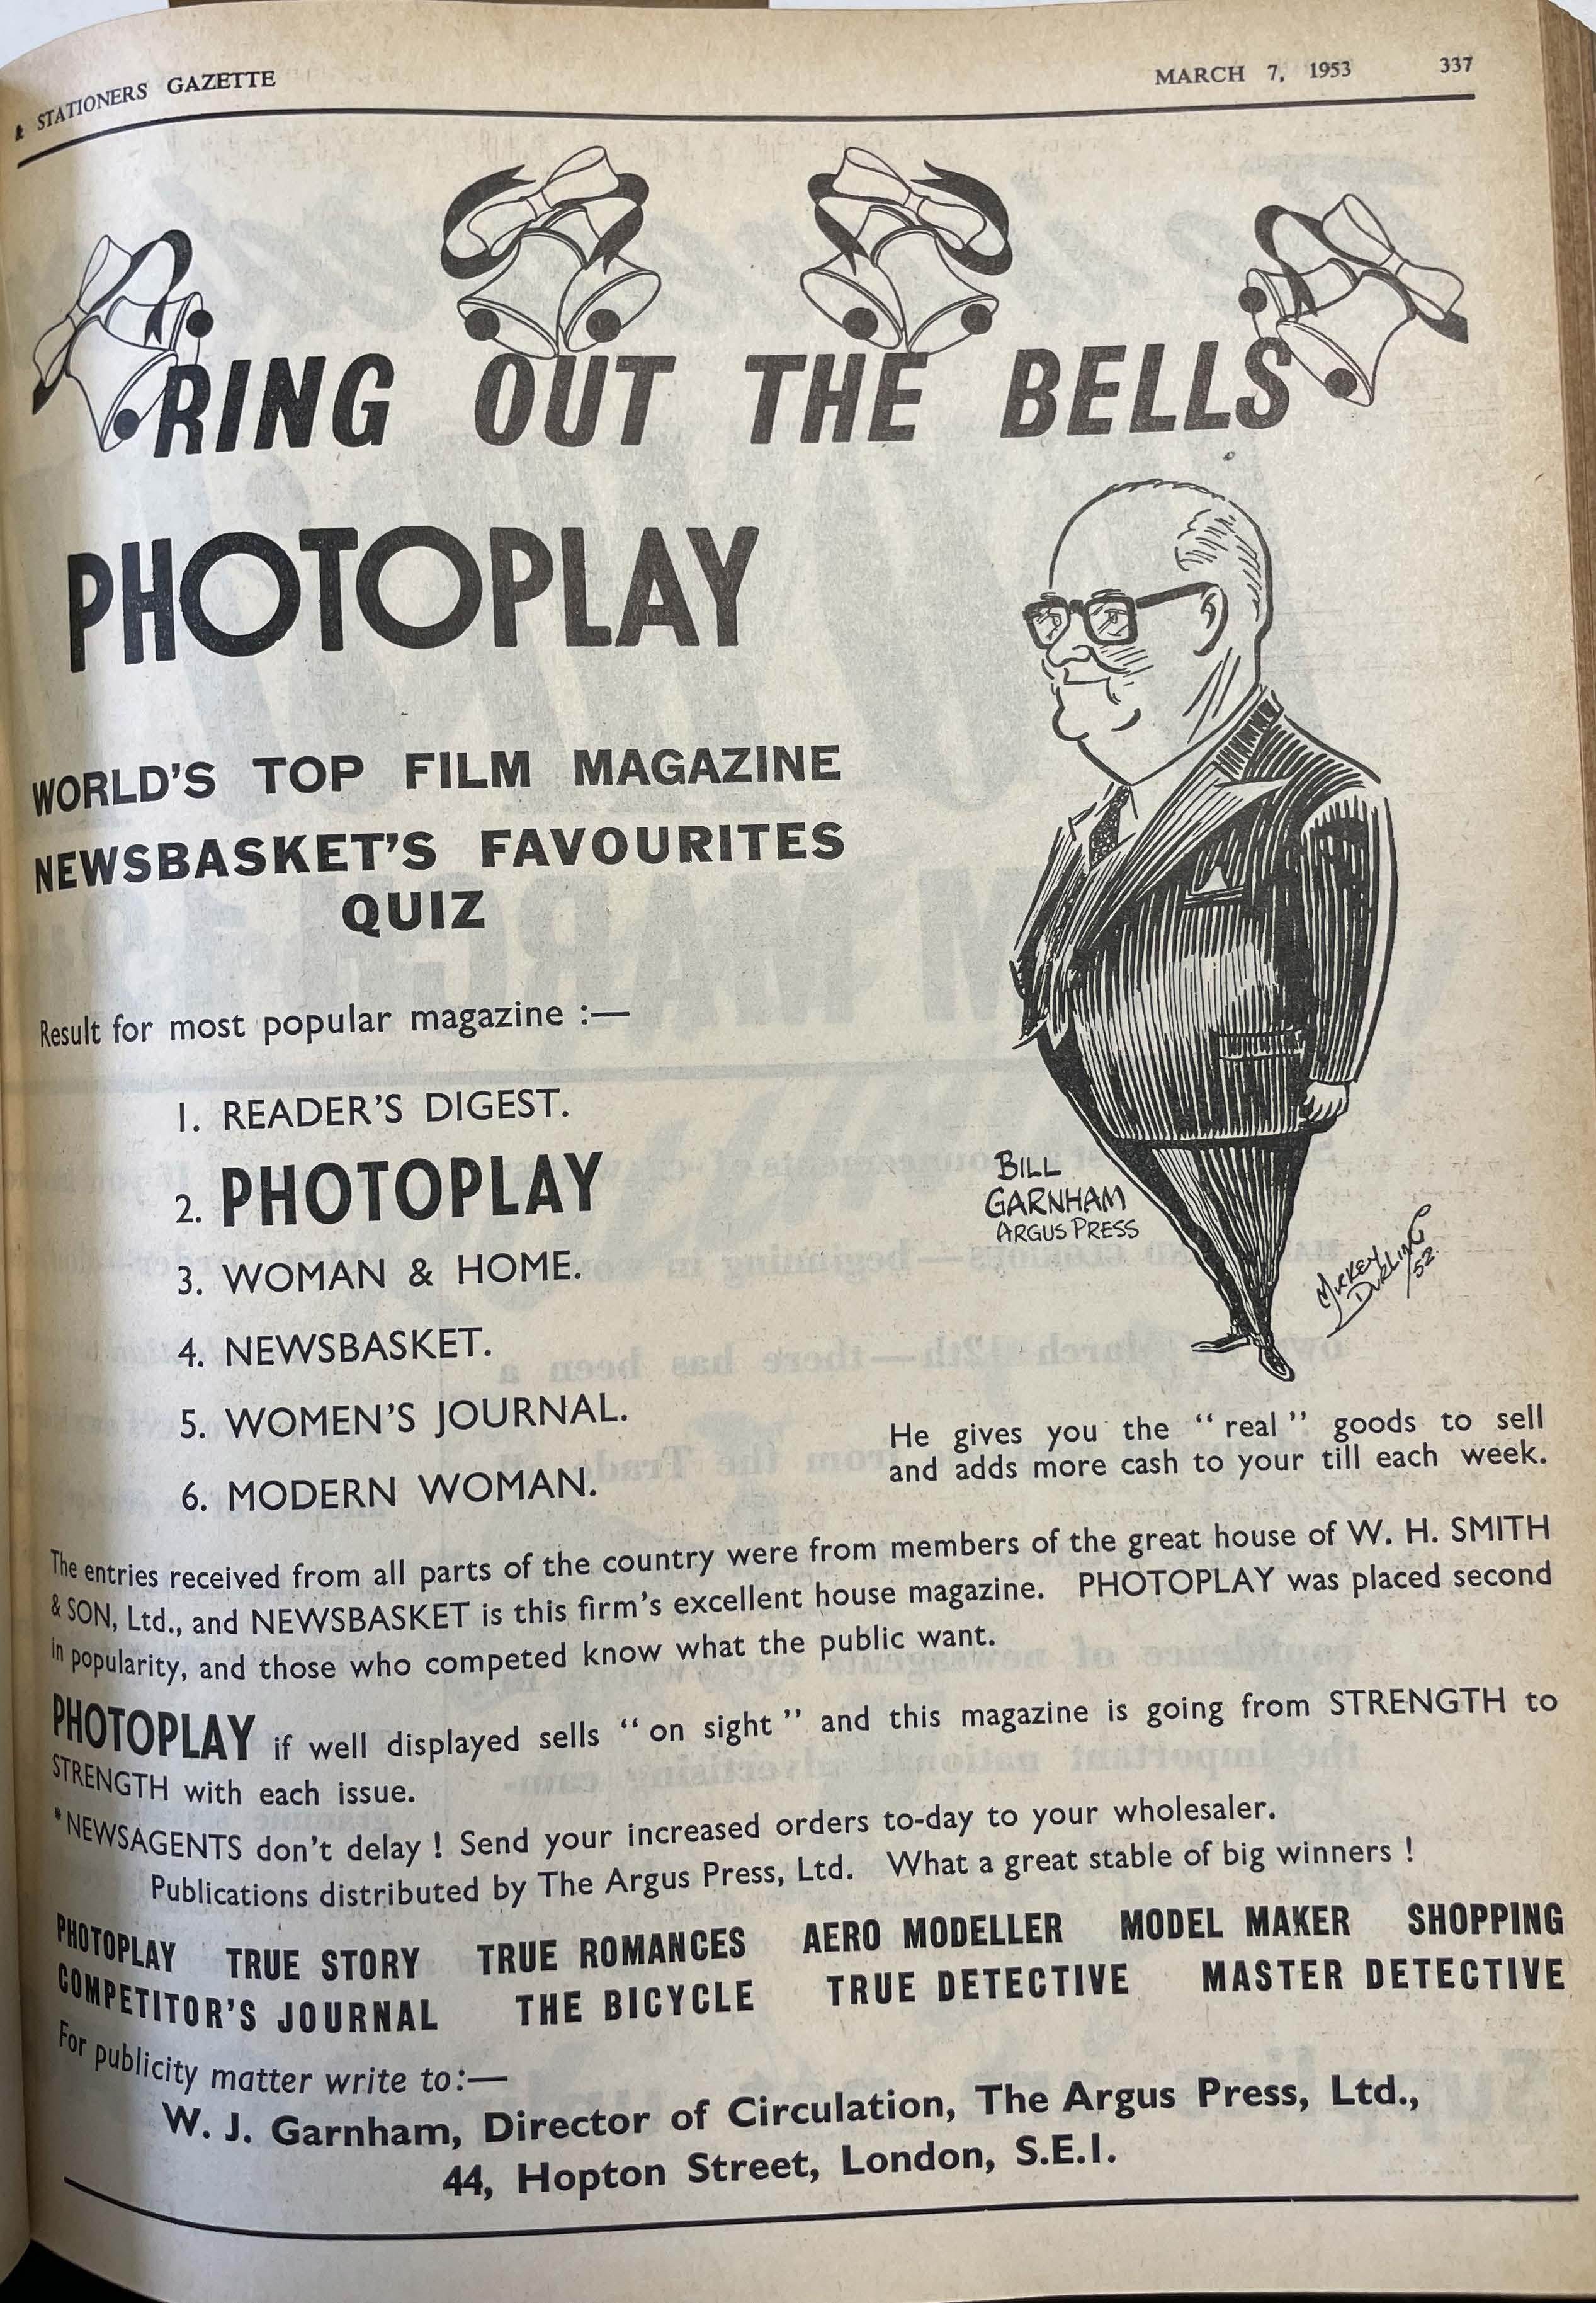 & STATIONERS GAZETTE MARCH 7, 1953 337
RING OUT THE BELLS
PHOTOPLAY
WORLD'S TOP FILM MAGAZINE
NEWSBASKET'S FAVOURITES
QUIZ
Result for most popular magazine :—
1. READER'S DIGEST.
2. PHOTOPLAY
3. WOMAN & HOME.
4. NEWSBASKET.
5. WOMEN'S JOURNAL.
6. MODERN WOMAN.
BILL
GARNHAM
ARGUS PRESS
MICKEY
DURLING
/52
He gives you the “real” goods to sell
and adds more cash to your till each week.
The entries received from all parts of the country were from members of the great house of W. H. SMITH
& SON, Ltd., and NEWSBASKET is this firm's excellent house magazine. PHOTOPLAY was placed second
in popularity, and those who competed know what the public want.
PHOTOPLAY if well displayed sells “on sight” and this magazine is going from STRENGTH to
STRENGTH with each issue.
*NEWSAGENTS don't delay ! Send your increased orders to-day to your wholesaler.
Publications distributed by The Argus Press, Ltd. What a great stable of big winners !
PHOTOPLAY TRUE STORY TRUE ROMANCES AERO MODELLER MODEL MAKER SHOPPING
COMPETITOR'S JOURNAL THE BICYCLE TRUE DETECTIVE MASTER DETECTIVE
For publicity matter write to:—
W. J. Garnham, Director of Circulation, The Argus Press, Ltd.,
44, Hopton Street, London, S.E.1.